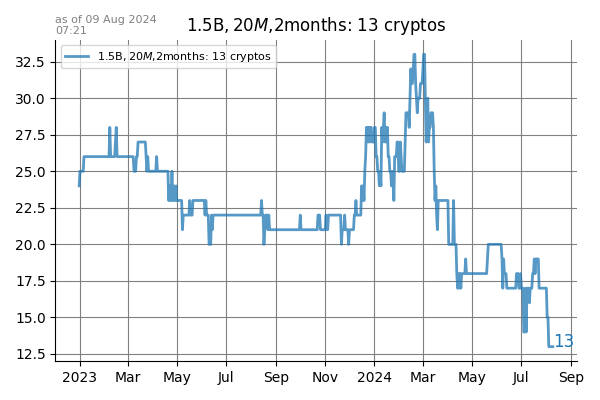 as of 09 Aug 2024
07:21
1.5B, 20M,2months: 13 cryptos
1.5B, 20M,2months: 13 cryptos
32.5
30.0
27.5
25.0
22.5
20.0
17.5
15.0
12.5
13
2023 Mar May Jul Sep Nov 2024 Mar May Jul Sep